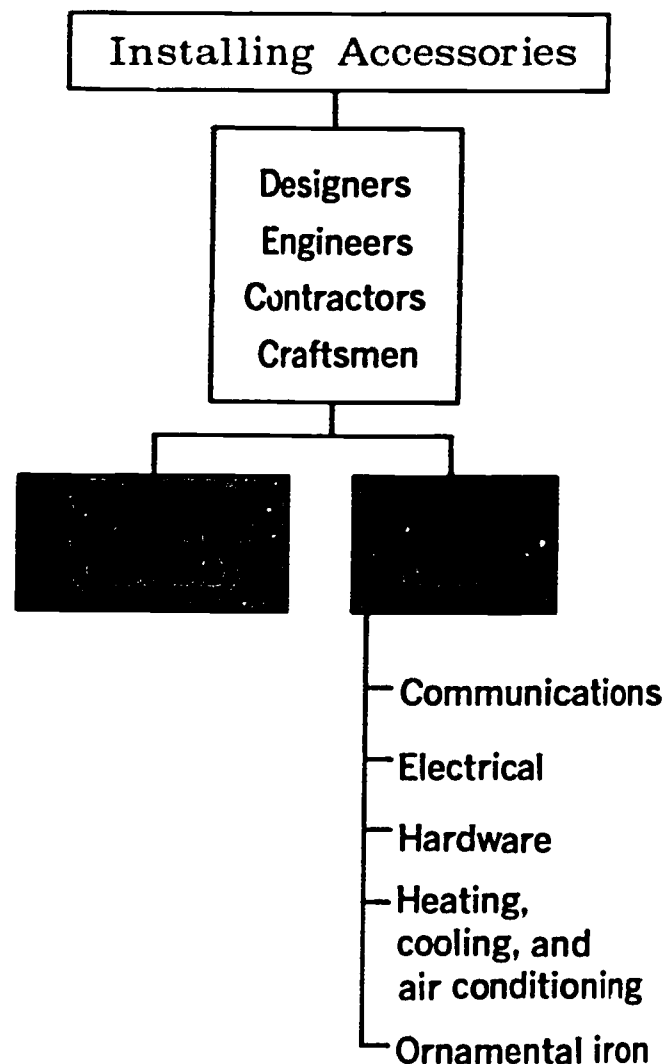 Installing Accessories
Designers
Engineers
Contractors
Craftsmen
Communications
Electrical
Hardware
Heating,
cooling, and
air conditioning
Ornamental iron